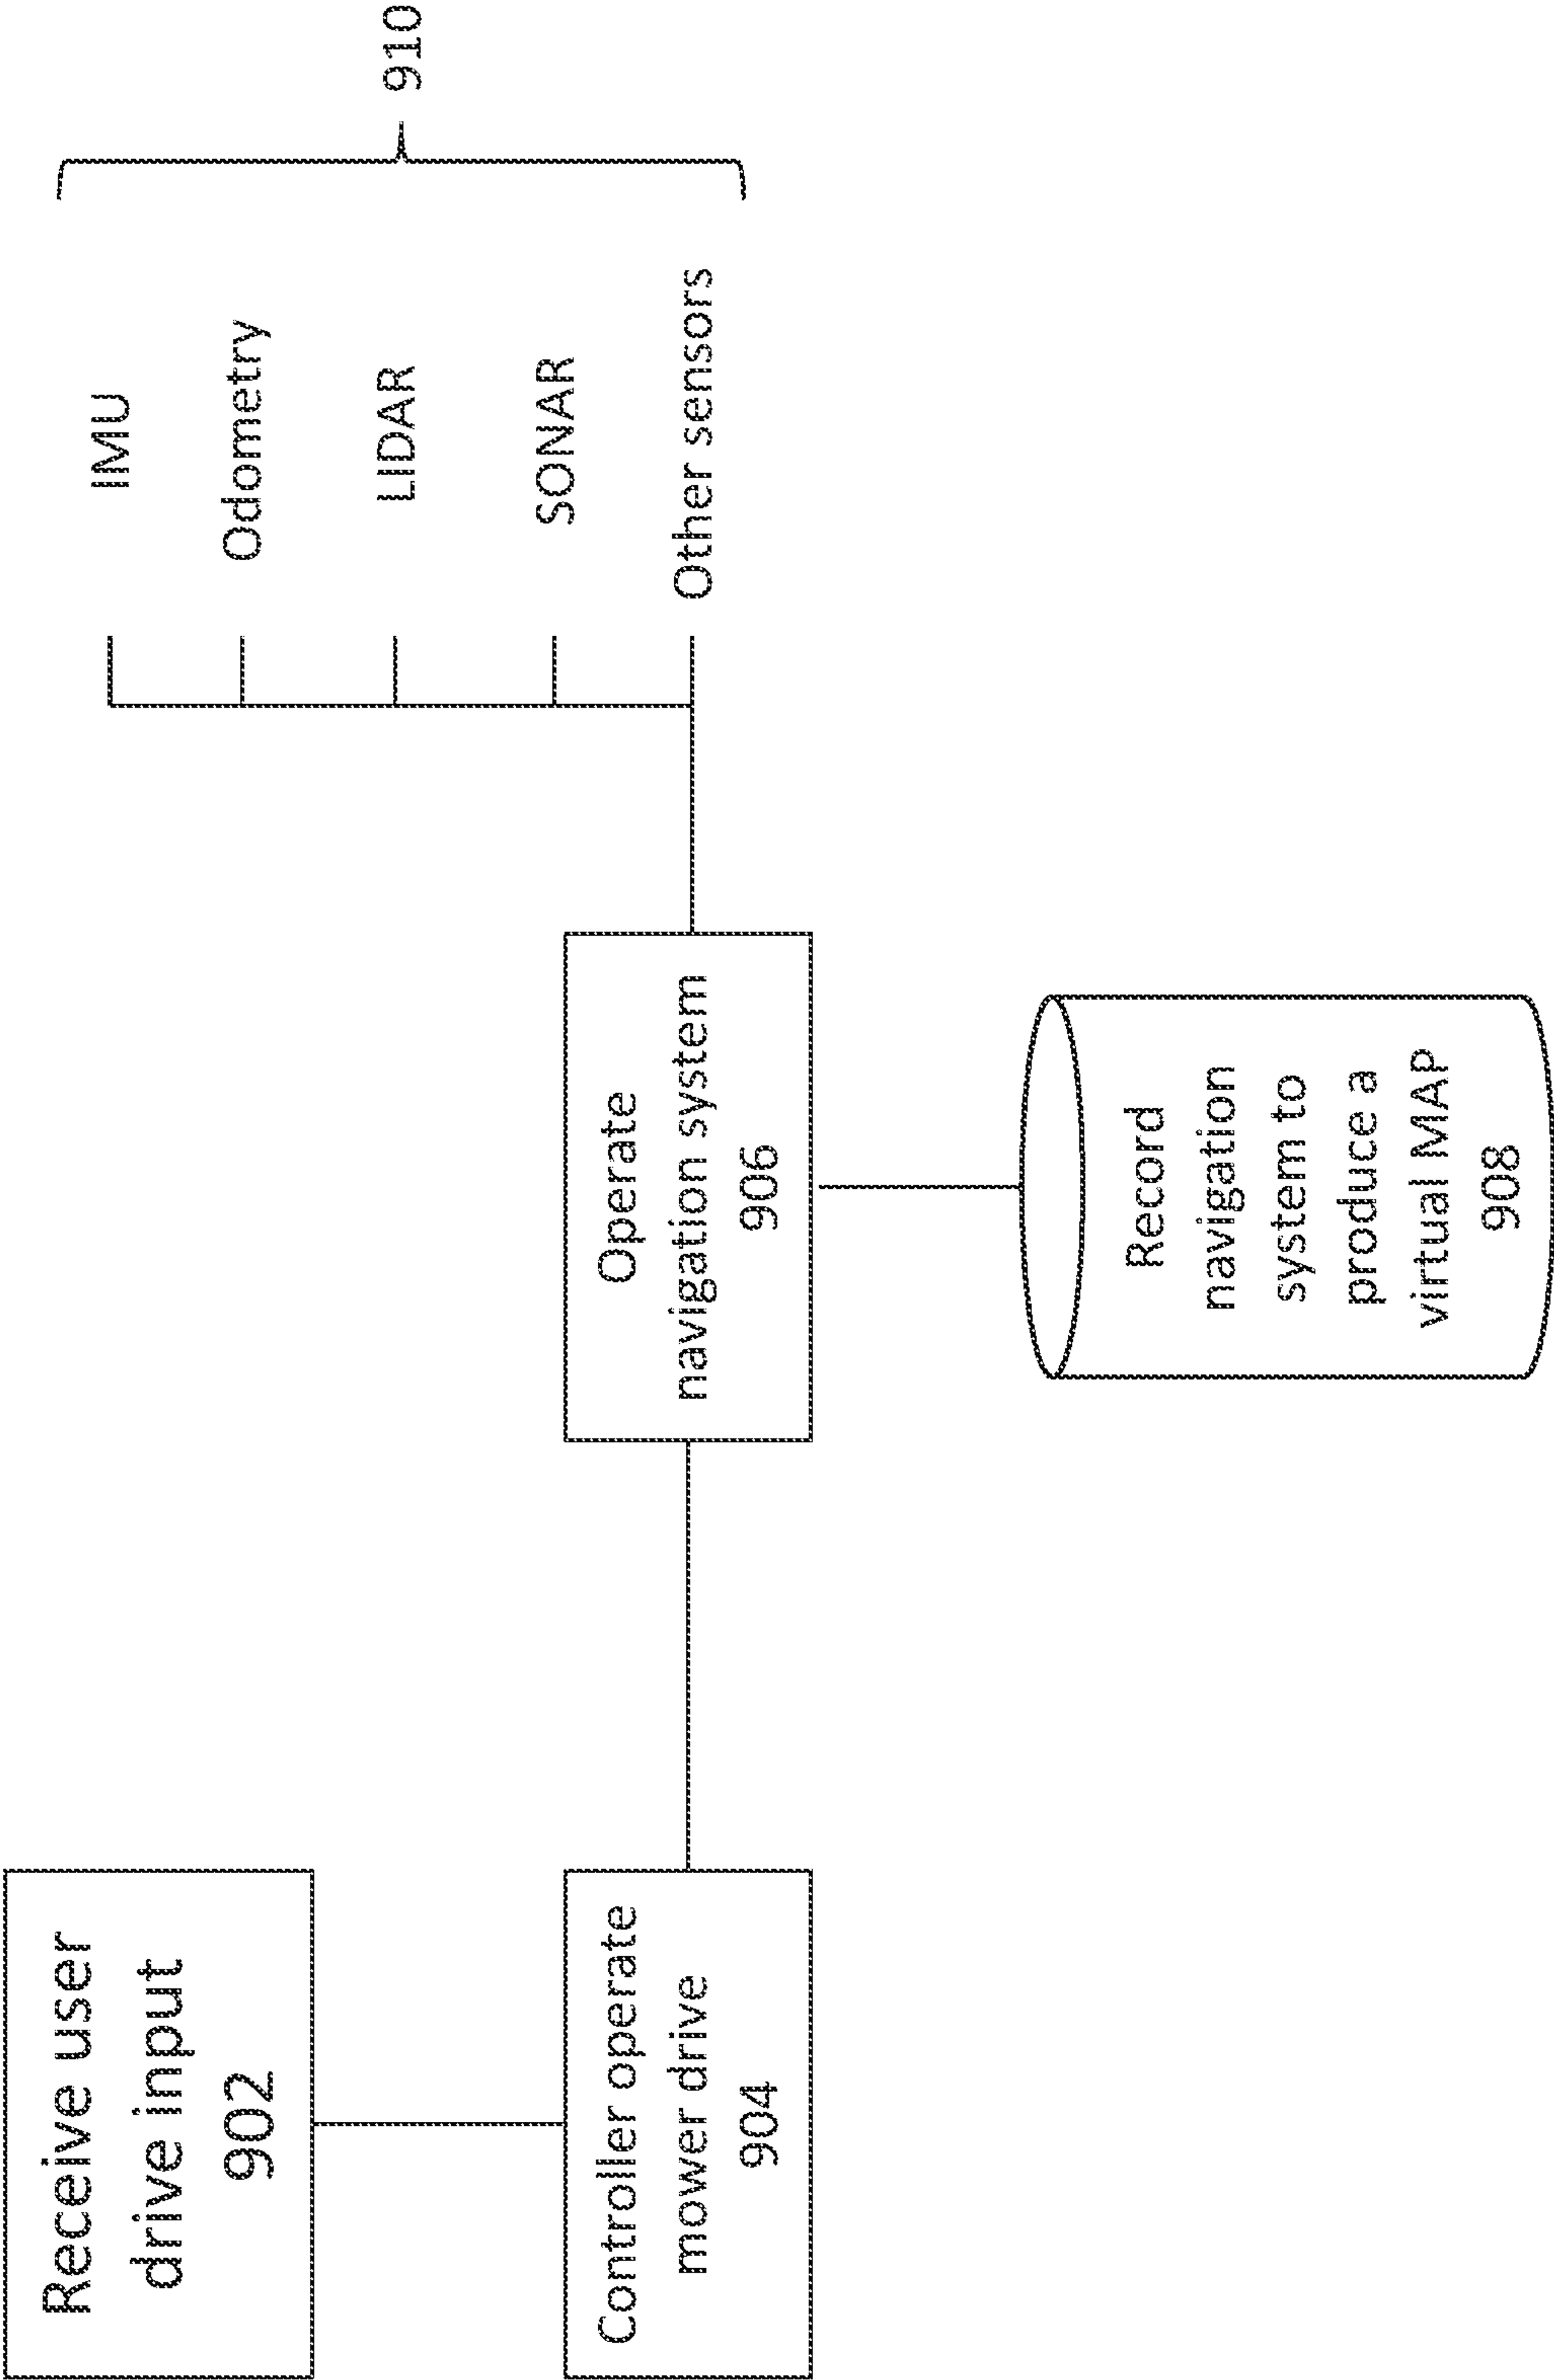 Receive user
drive input
902
Controller operate
mower drive
904
Operate
navigation system
906
Record
navigation
system to
produce a
virtual MAP
908
IMU
Odometry
LIDAR
SONAR
Other sensors
910